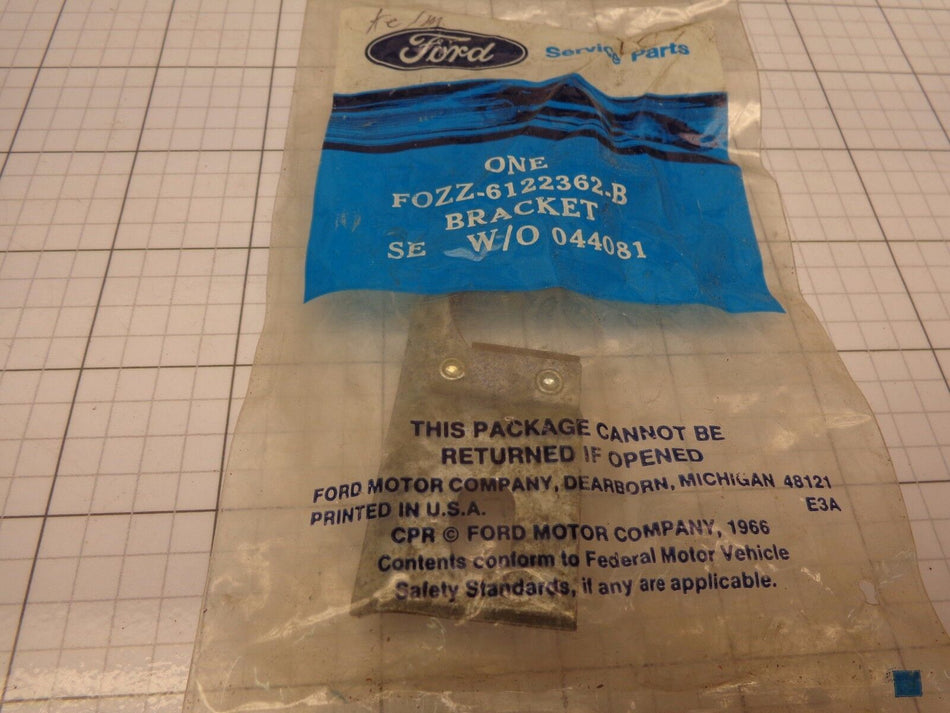 Ford Service Parts
ONE
FOZZ-6122362-B
BRACKET
SE W/O 044081
THIS PACKAGE CANNOT BE
RETURNED IF OPENED
FORD MOTOR COMPANY, DEARBORN, MICHIGAN 48121
PRINTED IN U.S.A. E3A
CPR © FORD MOTOR COMPANY, 1966
Contents conform to Federal Motor Vehicle
Safety Standards, if any are applicable.